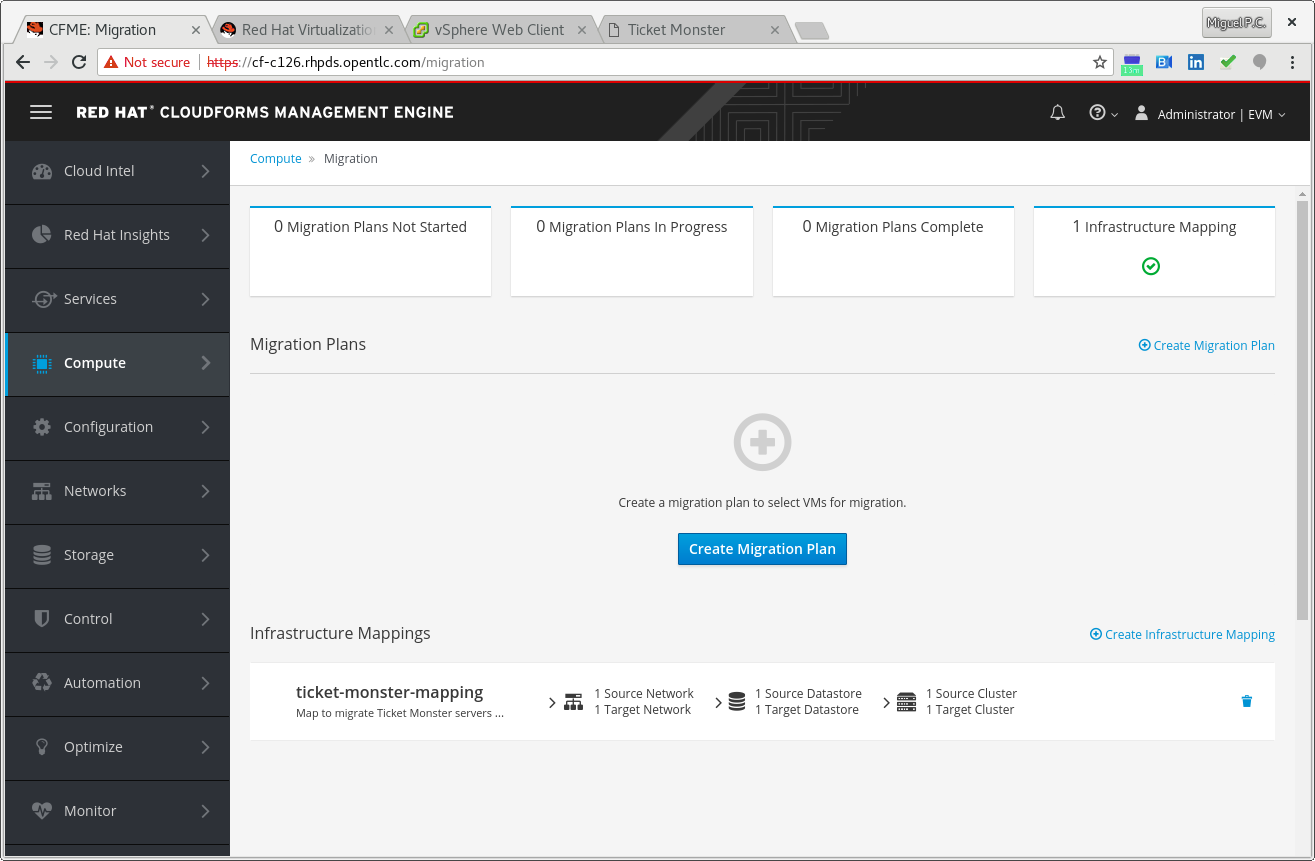 CFME: Migration
Red Hat Virtualizatio
vSphere Web Client
Ticket Monster
Miguel P.C.
Not secure
https://cf-c126.rhpds.opentlc.com/migration
RED HAT® CLOUDFORMS MANAGEMENT ENGINE
Administrator | EVM
Cloud Intel
Red Hat Insights
Services
Compute
Configuration
Networks
Storage
Control
Automation
Optimize
Monitor
Compute » Migration
0 Migration Plans Not Started
0 Migration Plans In Progress
0 Migration Plans Complete
1 Infrastructure Mapping
Migration Plans
Create Migration Plan
Create a migration plan to select VMs for migration.
Create Migration Plan
Infrastructure Mappings
Create Infrastructure Mapping
ticket-monster-mapping
Map to migrate Ticket Monster servers ...
1 Source Network
1 Target Network
1 Source Datastore
1 Target Datastore
1 Source Cluster
1 Target Cluster